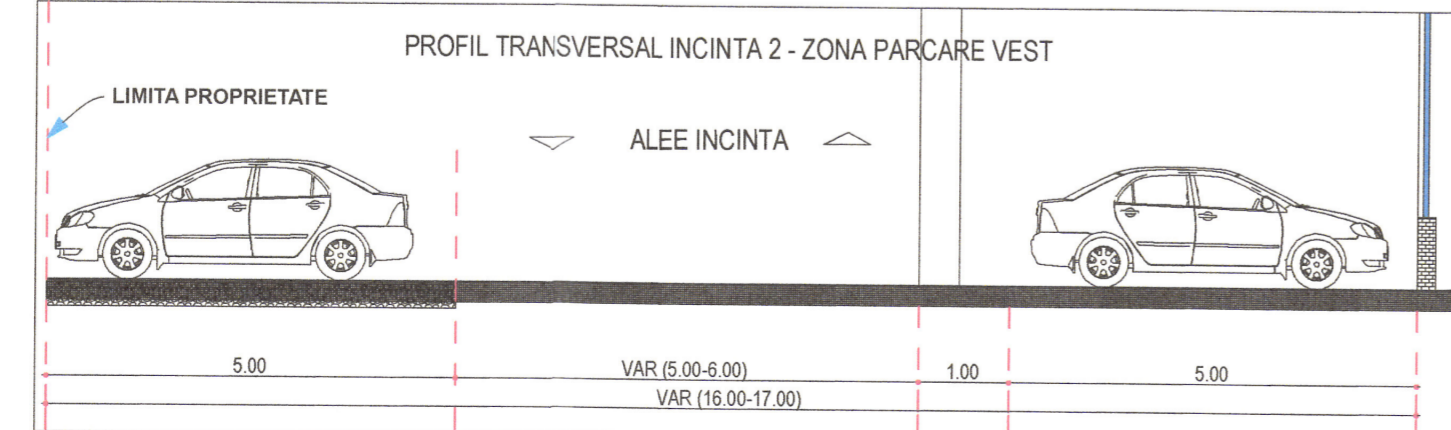 PROFIL TRANSVERSAL INCINTA 2 - ZONA PARCARE VEST
LIMITA PROPRIETATE
ALEE INCINTA
5.00
VAR (5.00-6.00)
1.00
5.00
VAR (16.00-17.00)